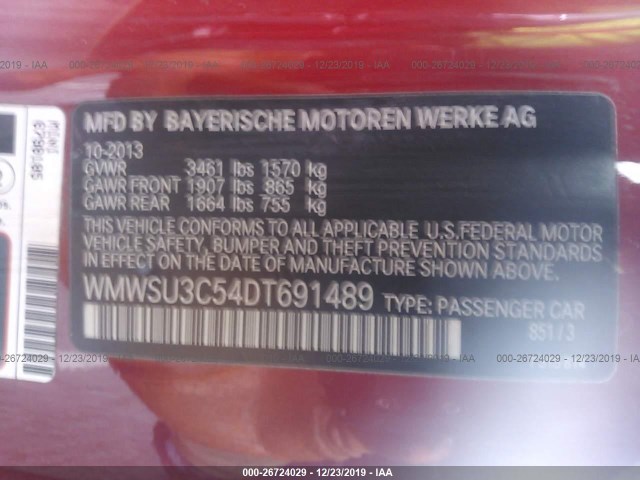 MFD BY BAYERISCHE MOTOREN WERKE AG
10-2013
GVWR 3461 lbs 1570 kg
GAWR FRONT 1907 lbs 865 kg
GAWR REAR 1664 lbs 755 kg
THIS VEHICLE CONFORMS TO ALL APPLICABLE U.S.FEDERAL MOTOR
VEHICLE SAFETY, BUMPER AND THEFT PREVENTION STANDARDS
IN EFFECT ON THE DATE OF MANUFACTURE SHOWN ABOVE.
WMWSU3C54DT691489 TYPE: PASSENGER CAR
851 / 3
000-26724029 - 12/23/2019 - IAA